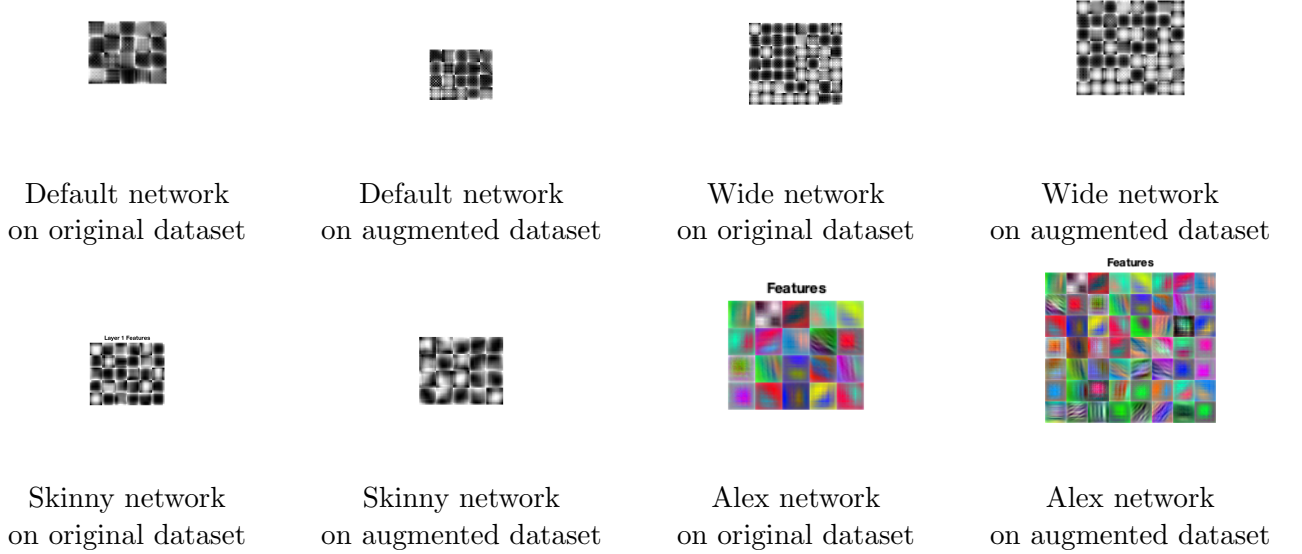 Default network
on original dataset
Default network
on augmented dataset
Wide network
on original dataset
Wide network
on augmented dataset
Features
Features
Layer 1 Features
Skinny network
on original dataset
Skinny network
on augmented dataset
Alex network
on original dataset
Alex network
on augmented dataset